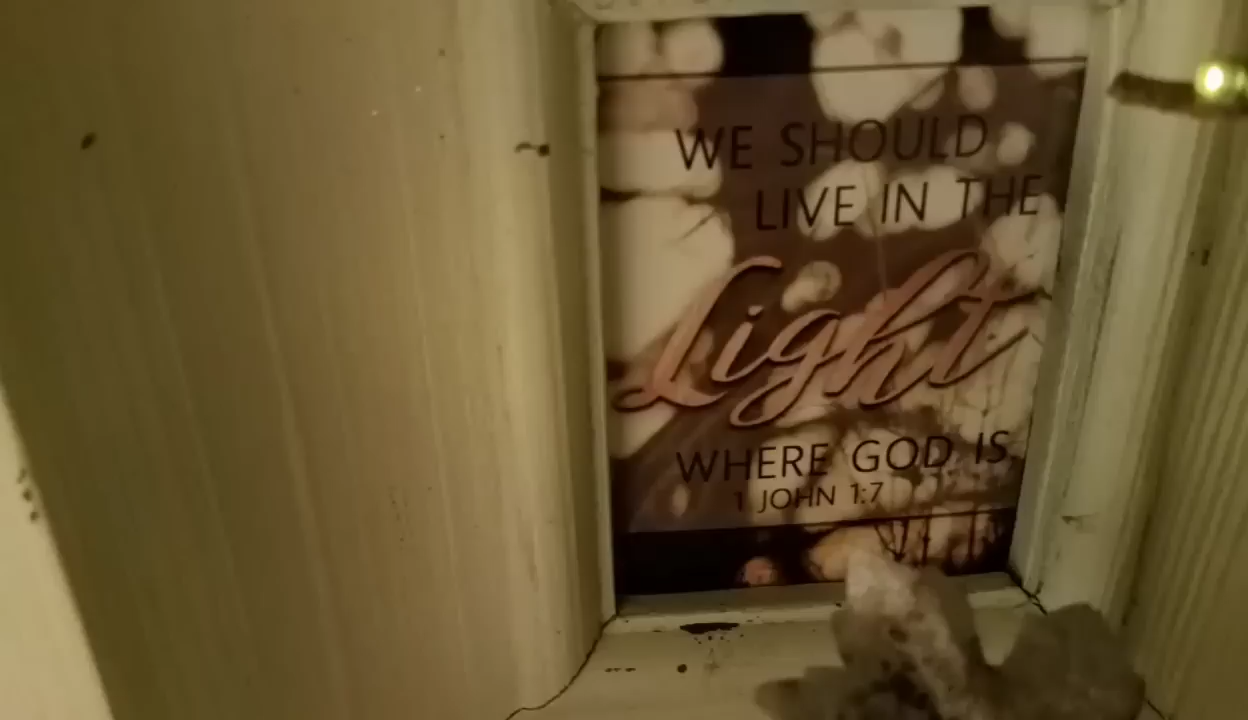 WE SHOULD
LIVE IN THE
Light
WHERE GOD IS
1 JOHN 1:7